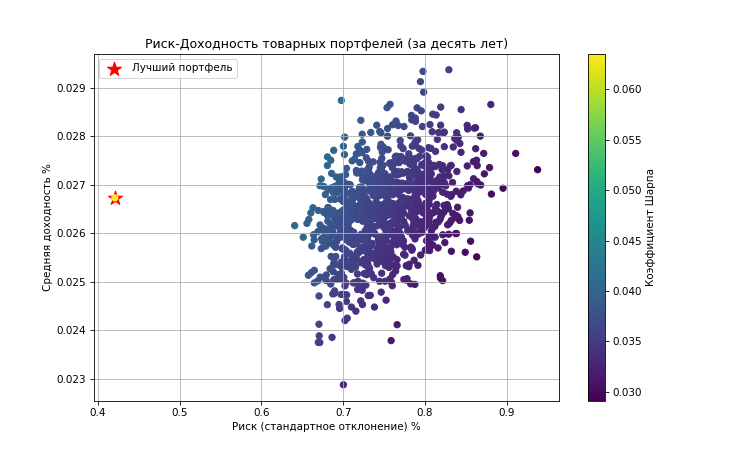 Риск-Доходность товарных портфелей (за десять лет)
Лучший портфель
Средняя доходность %
0.029
0.028
0.027
0.026
0.025
0.024
0.023
0.4 0.5 0.6 0.7 0.8 0.9
Риск (стандартное отклонение) %
0.060
0.055
0.050
0.045
0.040
0.035
0.030
Коэффициент Шарпа